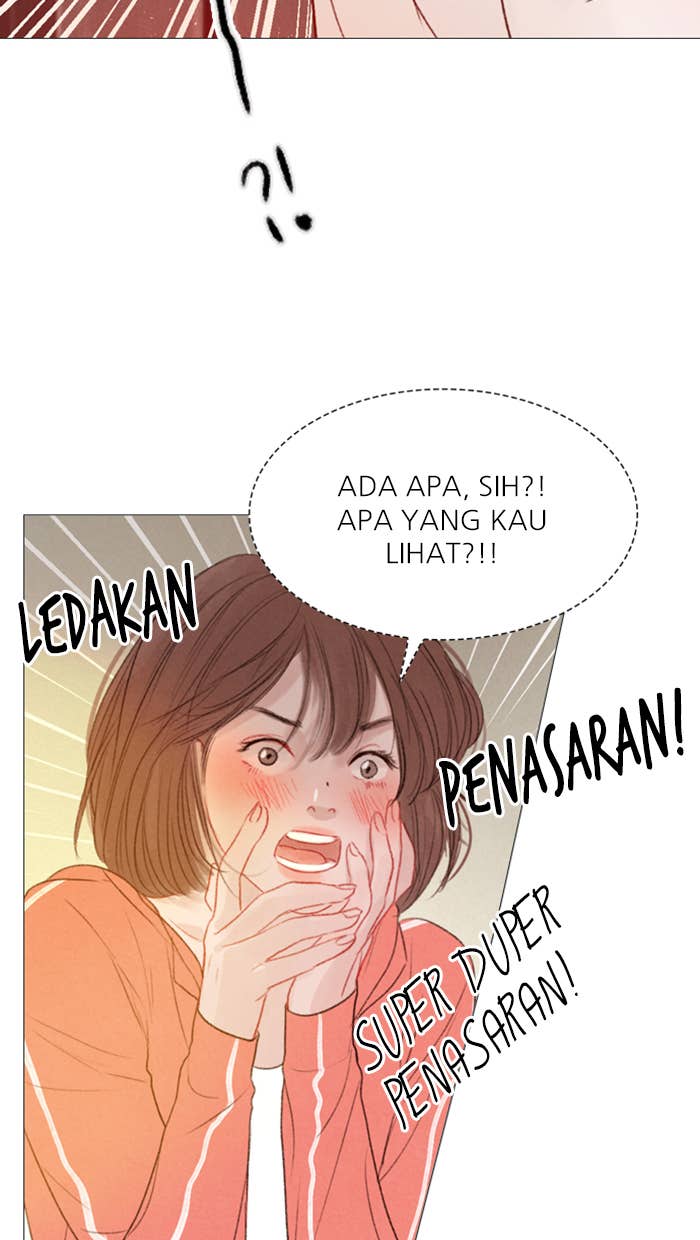 ?!
ADA APA, SIH?!
APA YANG KAU
LIHAT?!!
LEDAKAN
PENASARAN!
SUPER DUPER
PENASARAN!